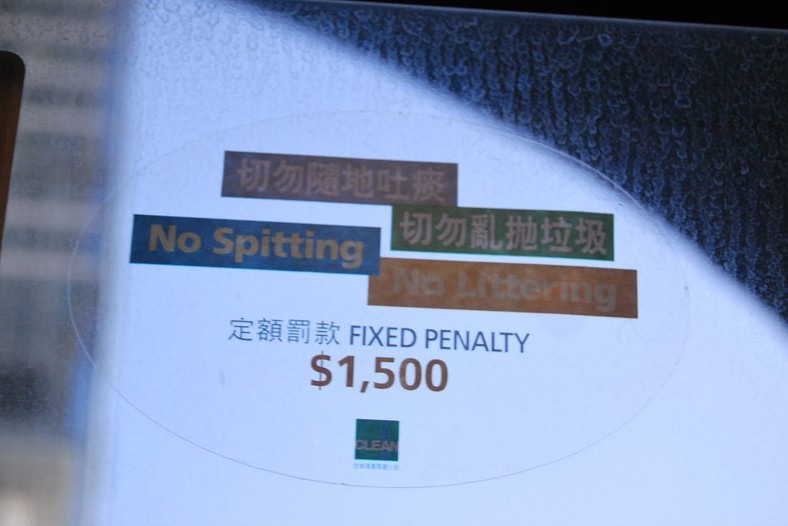 切勿隨地吐痰
No Spitting
切勿亂拋垃圾
No Littering
定額罰款 FIXED PENALTY
$1,500
CLEAN